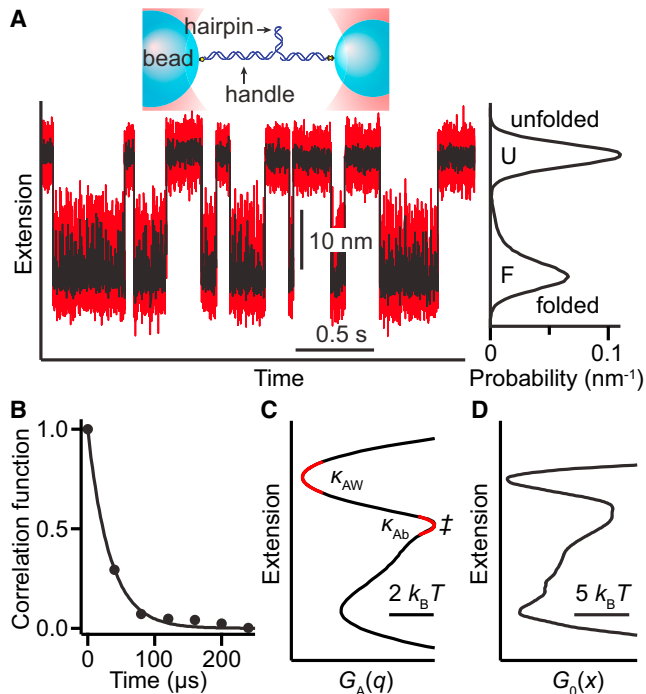 A
hairpin
bead
handle
Extension
10 nm
0.5 s
Time
unfolded
U
F
folded
0
0.1
Probability (nm⁻¹)
B
Correlation function
1.0
0.5
0.0
0
100
200
Time (µs)
C
Extension
κAW
κAb
‡
2 kBT
GA(q)
D
Extension
5 kBT
G0(x)